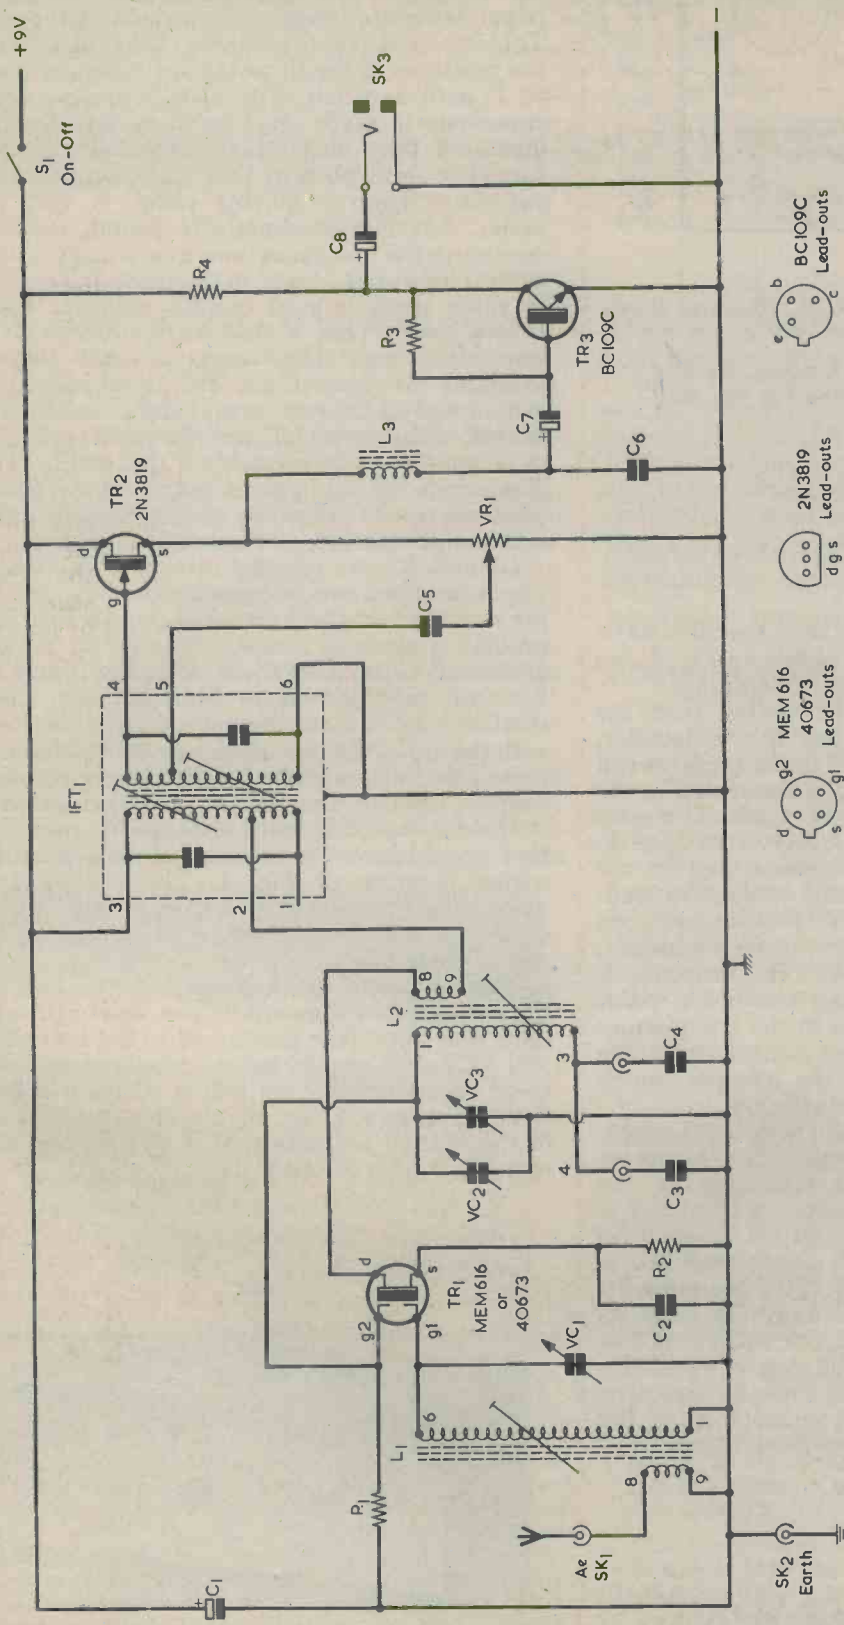 +9V
S1
On-Off
SK3
C8
+
R4
R3
TR3
BC109C
C7
+
C6
L3
TR2
2N3819
d
s
g
VR1
C5
IFT1
4
5
6
3
2
1
L2
8
9
1
3
VC3
VC2
4
C4
C3
TR1
MEM616
or
40673
d
s
g2
g1
R2
C2
VC1
L1
6
1
8
9
R1
C1
+
Ae
SK1
SK2
Earth
−
d
g2
s
g1
MEM 616
40673
Lead-outs
d g s
2N3819
Lead-outs
e
b
c
BC109C
Lead-outs